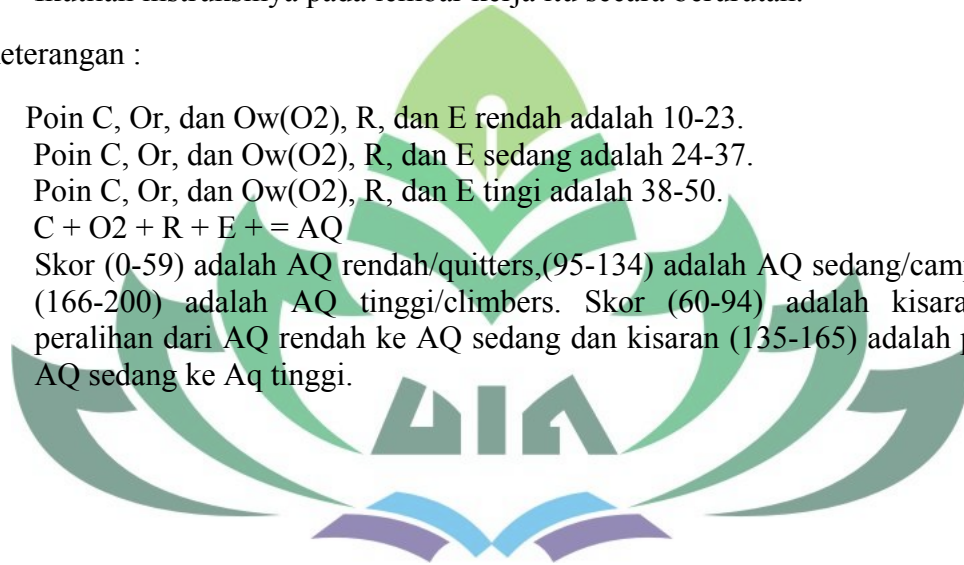 keterangan :
Poin C, Or, dan Ow(O2), R, dan E rendah adalah 10-23.
Poin C, Or, dan Ow(O2), R, dan E sedang adalah 24-37.
Poin C, Or, dan Ow(O2), R, dan E tingi adalah 38-50.
C + O2 + R + E + = AQ
Skor (0-59) adalah AQ rendah/quitters,(95-134) adalah AQ sedang/camp
(166-200) adalah AQ tinggi/climbers. Skor (60-94) adalah kisara
peralihan dari AQ rendah ke AQ sedang dan kisaran (135-165) adalah p
AQ sedang ke Aq tinggi.
UIN